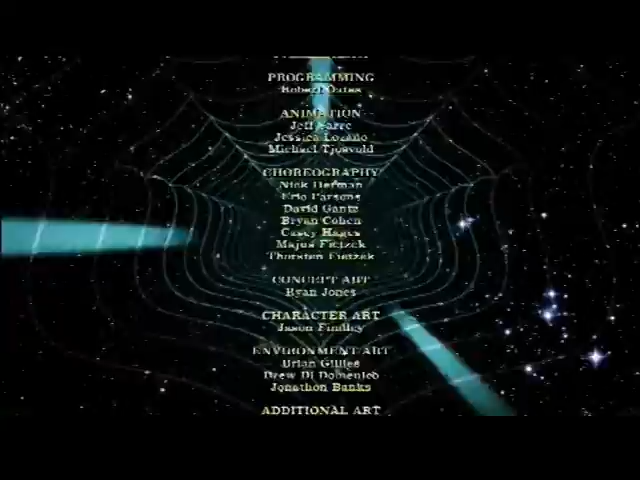 PROGRAMMING
Robert Oates
ANIMATION
Jeff Sarre
Jessica Lozano
Michael Tjosvold
CHOREOGRAPHY
Nick Herman
Eric Parsons
David Gantz
Bryan Cohen
Casey Hages
Majus Fietzek
Thorsten Fietzek
CONCEPT ART
Ryan Jones
CHARACTER ART
Jason Findley
ENVIRONMENT ART
Brian Gillies
Drew Di Domenico
Jonathon Banks
ADDITIONAL ART